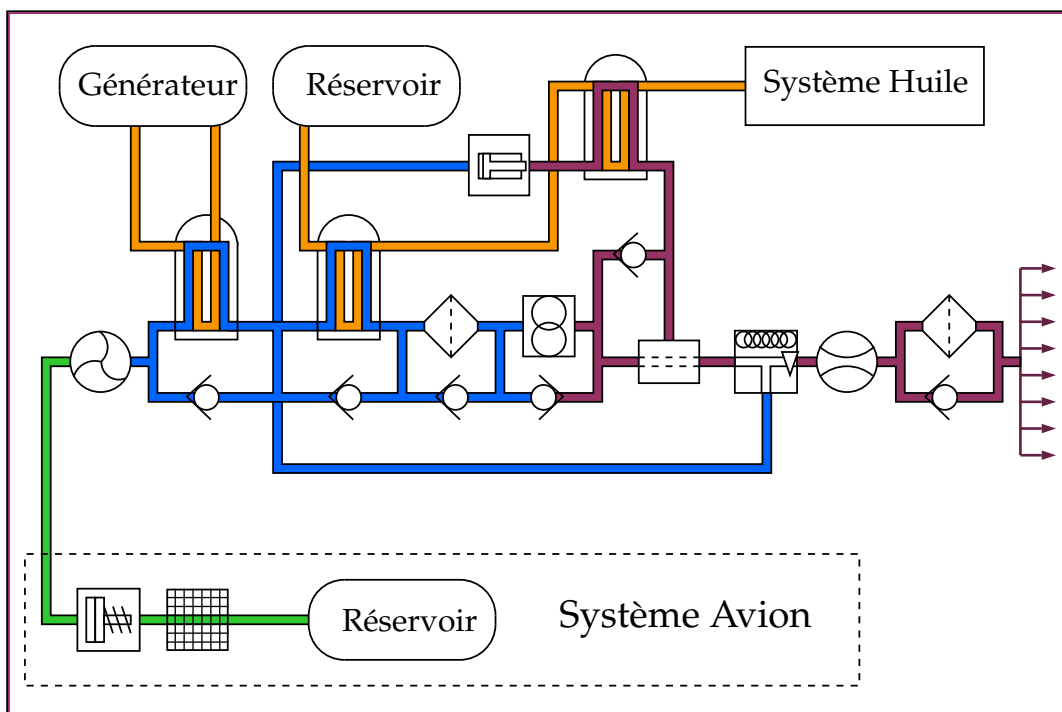 Générateur
Réservoir
Système Huile
Réservoir
Système Avion